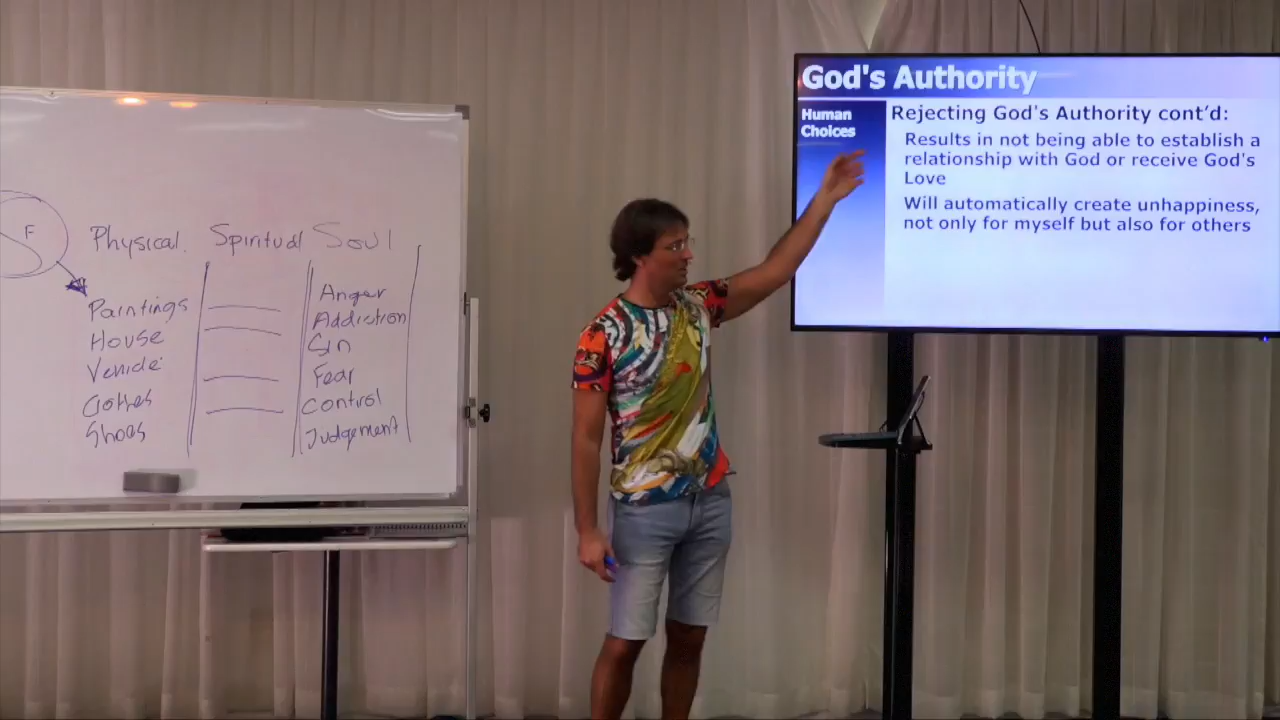 F
Physical. Spiritual Soul
Paintings
House
Vehicle
Clothes
Shoes
Anger
Addiction
Sin
Fear
Control
Judgement
God's Authority
Human
Choices
Rejecting God's Authority cont'd:
Results in not being able to establish a
relationship with God or receive God's
Love
Will automatically create unhappiness,
not only for myself but also for others